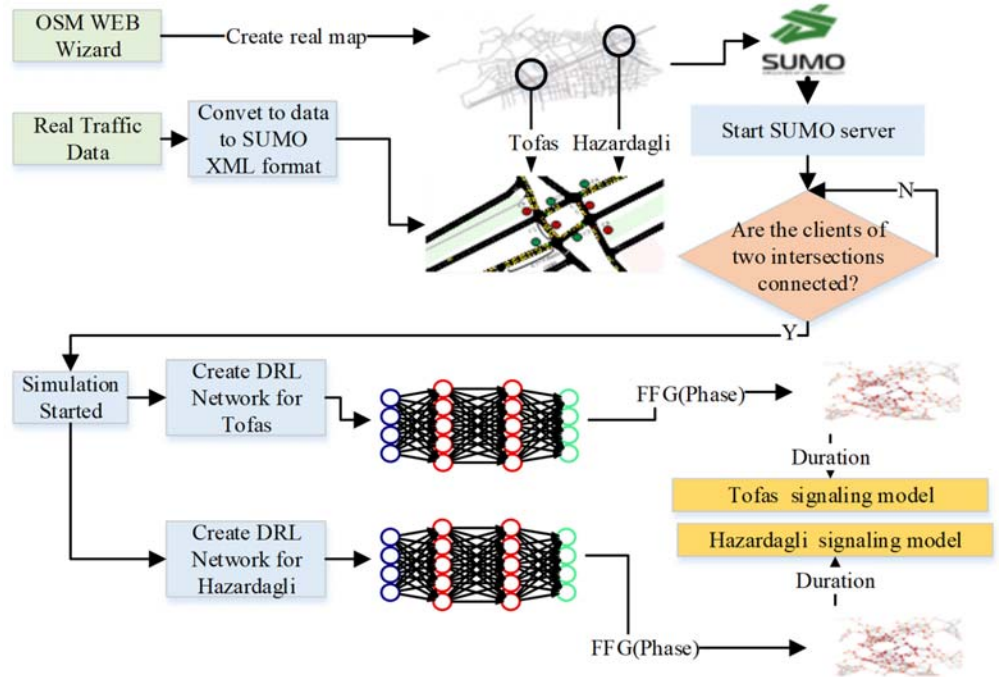 OSM WEB
Wizard
Create real map
SUMO
Real Traffic
Data
Convet to data
to SUMO
XML format
Tofas
Hazardagli
Start SUMO server
N
Are the clients of
two intersections
connected?
Y
Simulation
Started
Create DRL
Network for
Tofas
FFG(Phase)
Duration
Tofas signaling model
Hazardagli signaling model
Duration
Create DRL
Network for
Hazardagli
FFG(Phase)